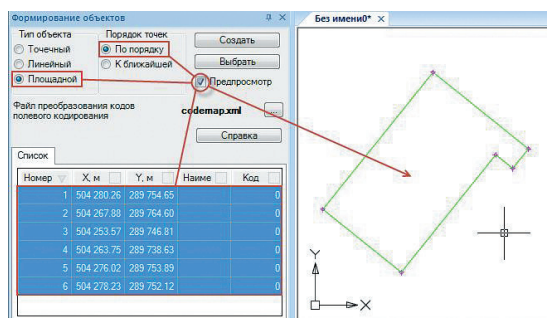 Формирование объектов
Тип объекта
Точечный
Линейный
Площадной
Порядок точек
По порядку
К ближайшей
Создать
Выбрать
Предпросмотр
Файл преобразования кодов
полевого кодирования
codemap.xml
...
Справка
Список
Номер X, м Y, м Наиме Код
1 504 280.26 289 754.65 0
2 504 267.88 289 764.60 0
3 504 253.57 289 746.81 0
4 504 263.75 289 738.63 0
5 504 276.02 289 753.89 0
6 504 278.23 289 752.12 0
Без имени0*
Y
X